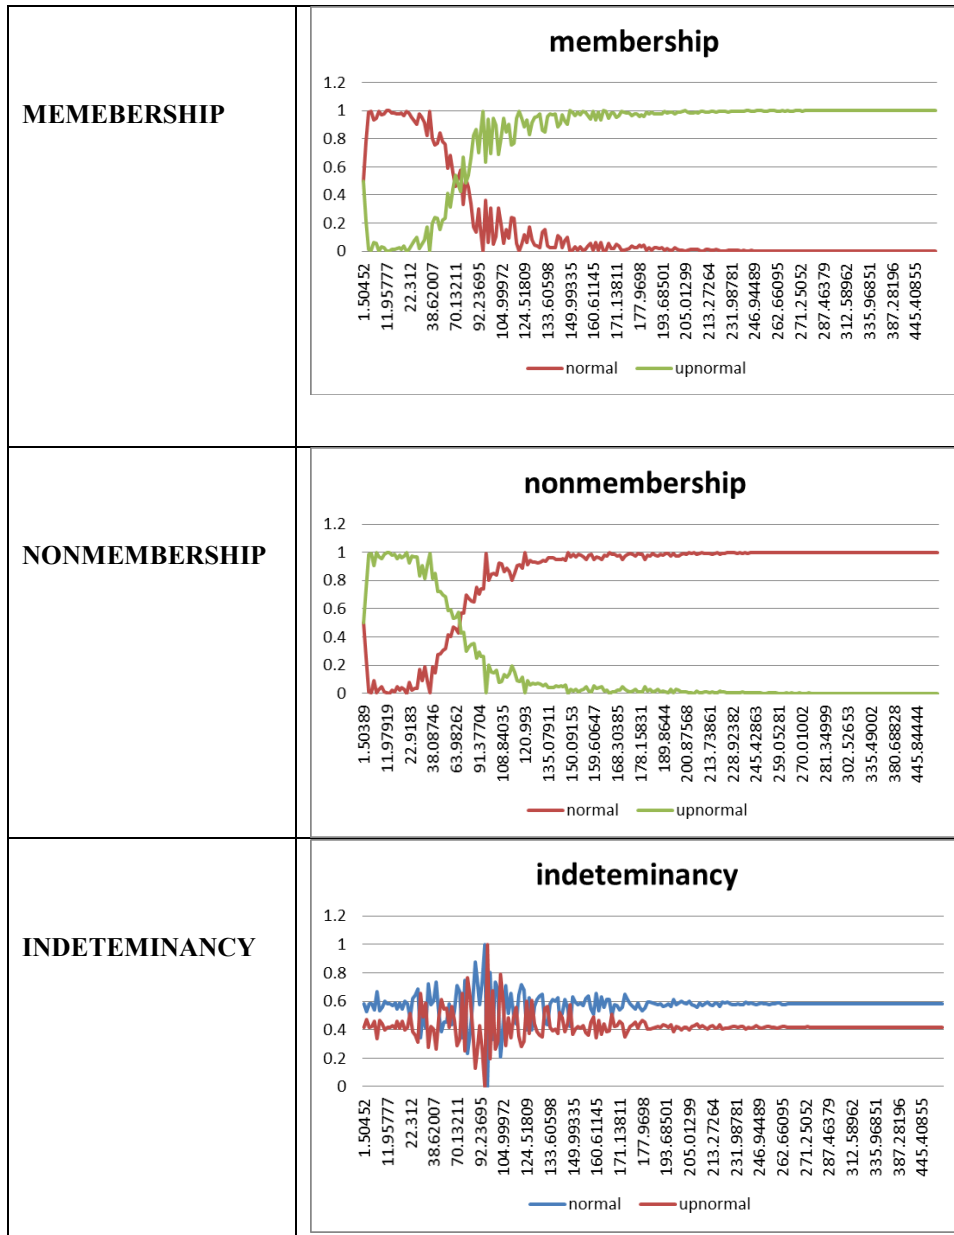 MEMEBERSHIP
membership
1.2
1
0.8
0.6
0.4
0.2
0
1.50452 11.95777 22.312 38.62007 70.13211 92.23695 104.99972 124.51809 133.60598 149.99335 160.61145 171.13811 177.9698 193.68501 205.01299 213.27264 231.98781 246.94489 262.66095 271.25052 287.46379 312.58962 335.96851 387.28196 445.40855
normal upnormal
NONMEMBERSHIP
nonmembership
1.2
1
0.8
0.6
0.4
0.2
0
1.50389 11.97919 22.9183 38.08746 63.98262 91.37704 108.84035 120.993 135.07911 150.09153 159.60647 168.30385 178.15831 189.8644 200.87568 213.73861 228.92382 245.42863 259.05281 270.01002 281.34999 302.52653 335.49002 380.68828 445.84444
normal upnormal
INDETEMINANCY
indeteminancy
1.2
1
0.8
0.6
0.4
0.2
0
1.50452 11.95777 22.312 38.62007 70.13211 92.23695 104.99972 124.51809 133.60598 149.99335 160.61145 171.13811 177.9698 193.68501 205.01299 213.27264 231.98781 246.94489 262.66095 271.25052 287.46379 312.58962 335.96851 387.28196 445.40855
normal upnormal